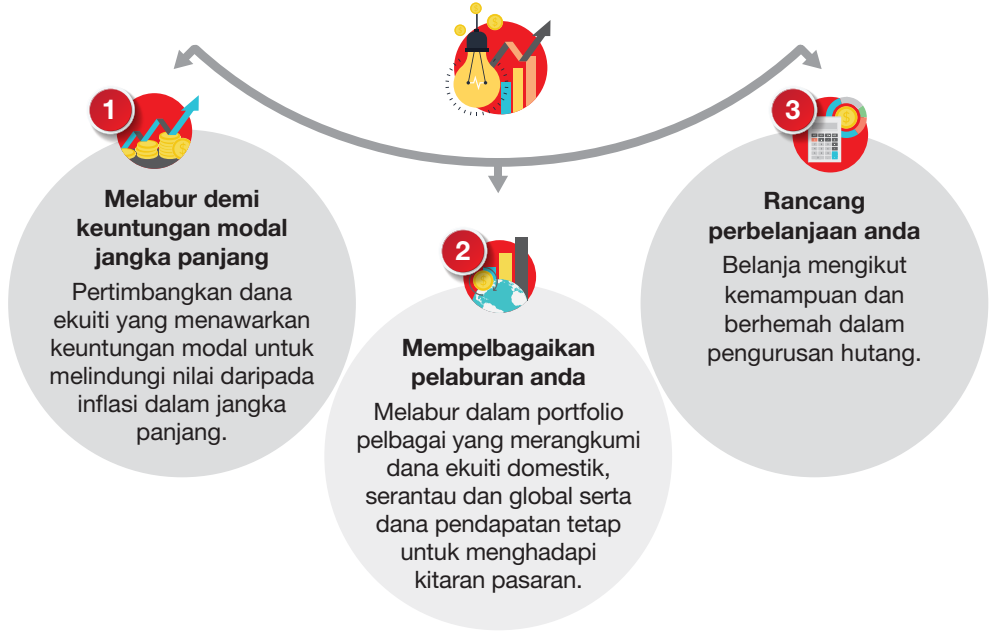 1
Melabur demi
keuntungan modal
jangka panjang
Pertimbangkan dana
ekuiti yang menawarkan
keuntungan modal untuk
melindungi nilai daripada
inflasi dalam jangka
panjang.
2
Mempelbagaikan
pelaburan anda
Melabur dalam portfolio
pelbagai yang merangkumi
dana ekuiti domestik,
serantau dan global serta
dana pendapatan tetap
untuk menghadapi
kitaran pasaran.
3
Rancang
perbelanjaan anda
Belanja mengikut
kemampuan dan
berhemah dalam
pengurusan hutang.